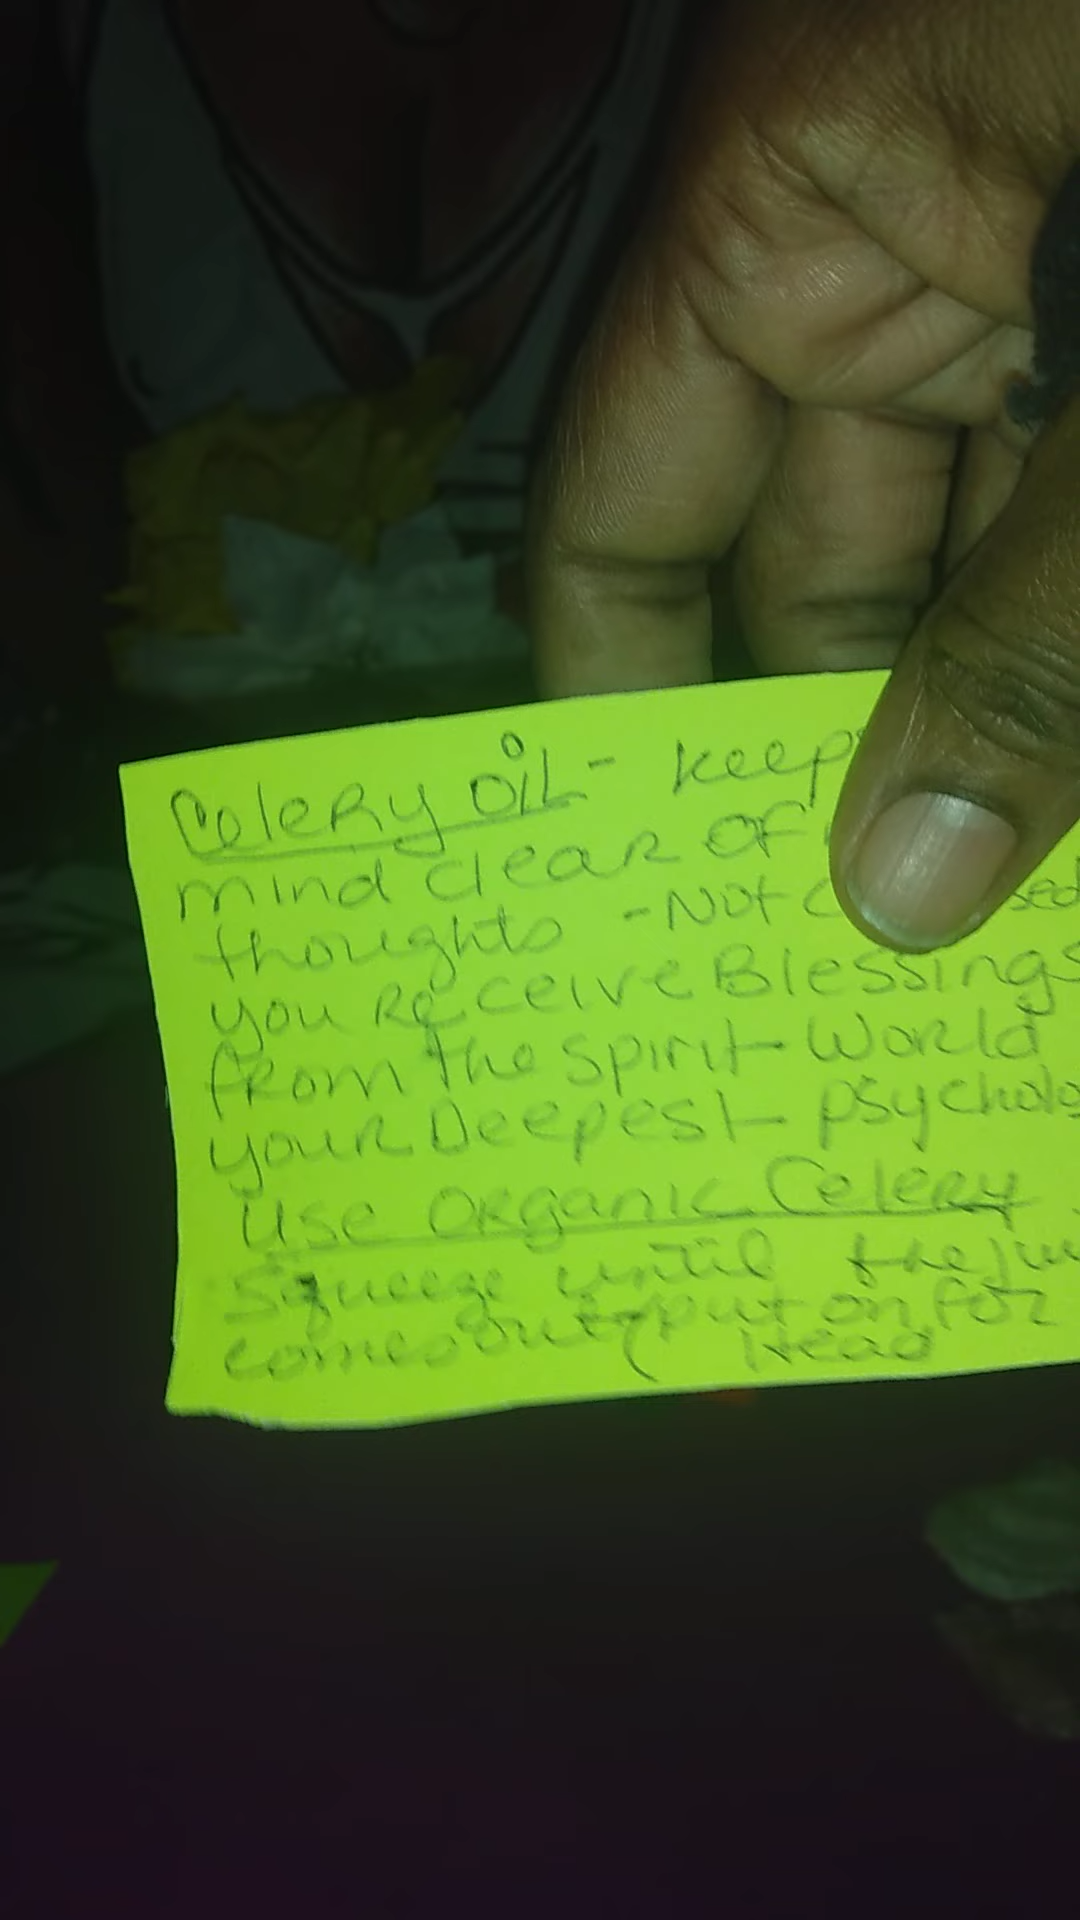 Celery OIL - keep
mind clear of
thoughts - Not
you Receive Blessings
from the spirit World
your Deepest psycholog
Use Organic Celery
Squeeze until the
comes out put on for
Head